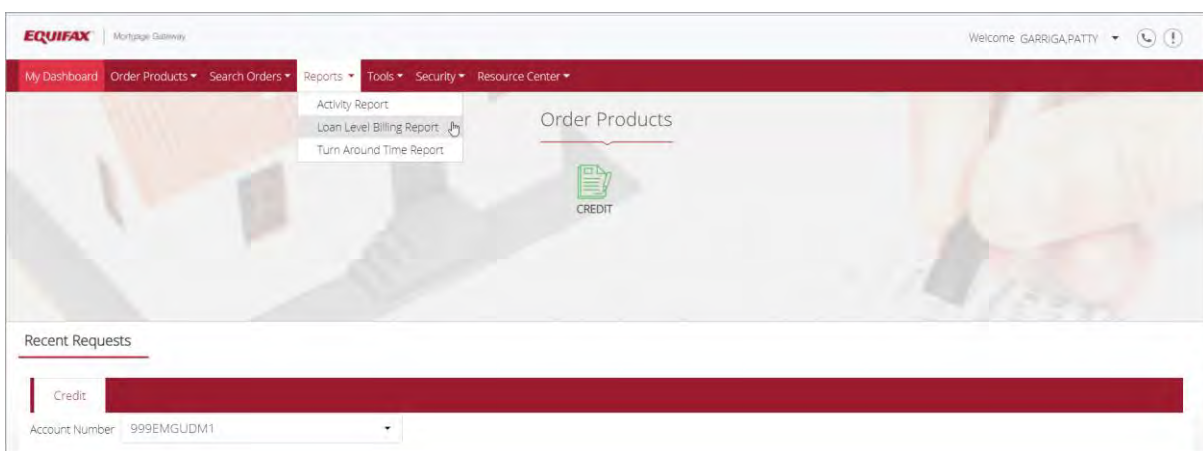 EQUIFAX Mortgage Gateway Welcome GARRIGA,PATTY
My Dashboard Order Products Search Orders Reports Tools Security Resource Center
Activity Report
Loan Level Billing Report
Turn Around Time Report
Order Products
CREDIT
Recent Requests
Credit
Account Number 999EMGUDM1